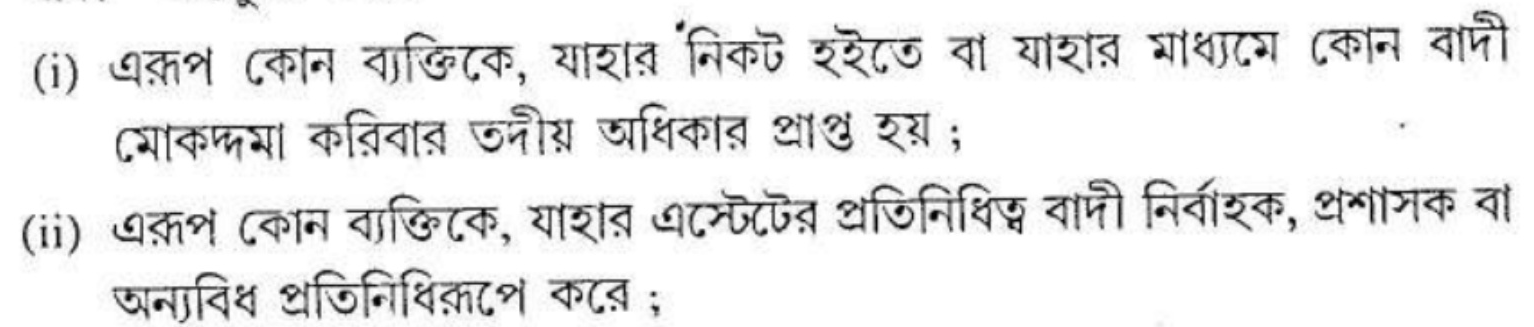 (i) এরূপ কোন ব্যক্তিকে, যাহার নিকট হইতে বা যাহার মাধ্যমে কোন বাদী
মোকদ্দমা করিবার তদীয় অধিকার প্রাপ্ত হয় ;
(ii) এরূপ কোন ব্যক্তিকে, যাহার এস্টেটের প্রতিনিধিত্ব বাদী নির্বাহক, প্রশাসক বা
অন্যবিধ প্রতিনিধিরূপে করে ;